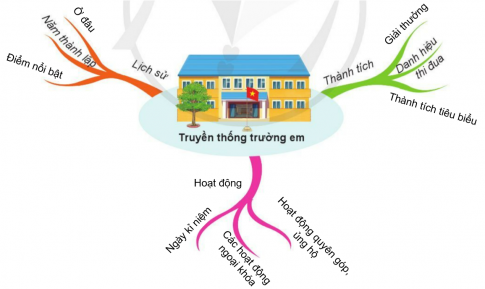 Ở đâu
Năm thành lập
Điểm nổi bật
Lịch sử
Giải thưởng
Danh hiệu
thi đua
Thành tích
Thành tích tiêu biểu
Truyền thống trường em
Hoạt động
Ngày kỉ niệm
Các hoạt động
ngoại khóa
Hoạt động quyên góp,
ủng hộ